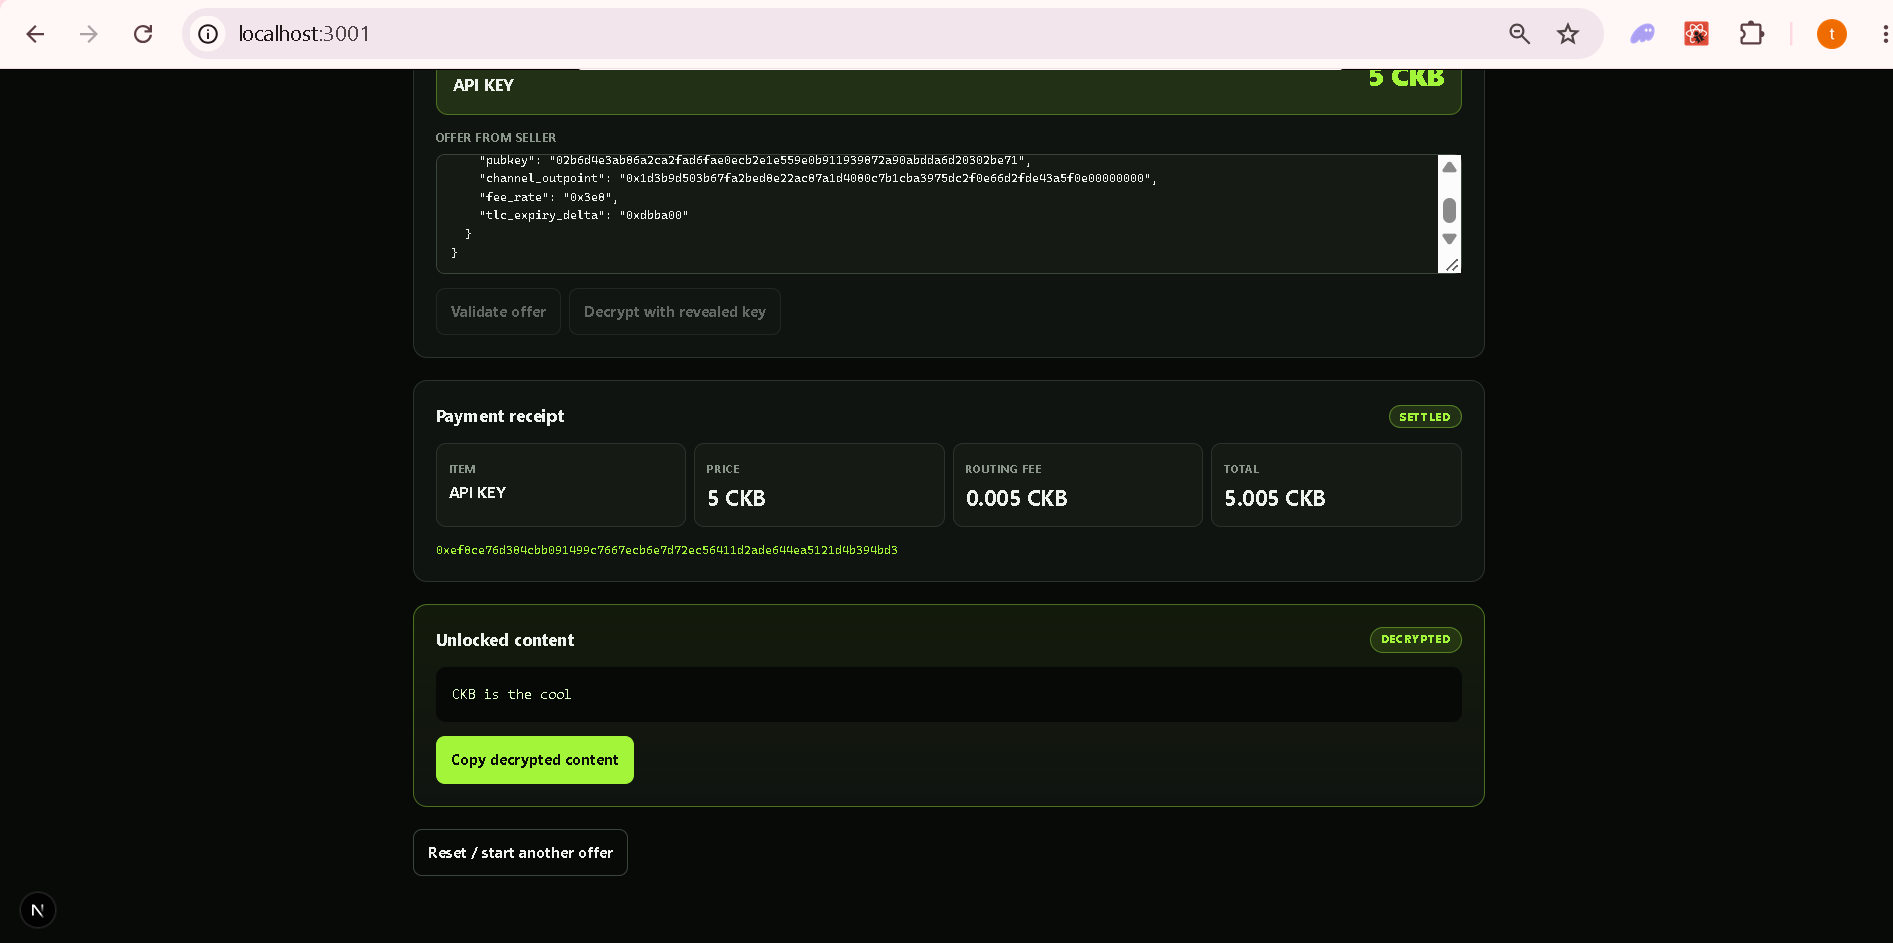 localhost:3001
t
API KEY
5 CKB
OFFER FROM SELLER
"pubkey": "02b6d4e3ab86a2ca2fad6fae0ecb2e1e559e0b911939872a90abdda6d20302be71",
"channel_outpoint": "0x1d3b9d503b67fa2bed8e22ac87a1d4080c7b1cba3975dc2f0e66d2fde43a5f0e00000000",
"fee_rate": "0x3e8",
"tlc_expiry_delta": "0xdbba00"
}
}
Validate offer
Decrypt with revealed key
Payment receipt
SETTLED
ITEM
API KEY
PRICE
5 CKB
ROUTING FEE
0.005 CKB
TOTAL
5.005 CKB
0xef8ce76d384cbb091499c7667ecb6e7d72ec56411d2ade644ea5121d4b394bd3
Unlocked content
DECRYPTED
CKB is the cool
Copy decrypted content
Reset / start another offer
N